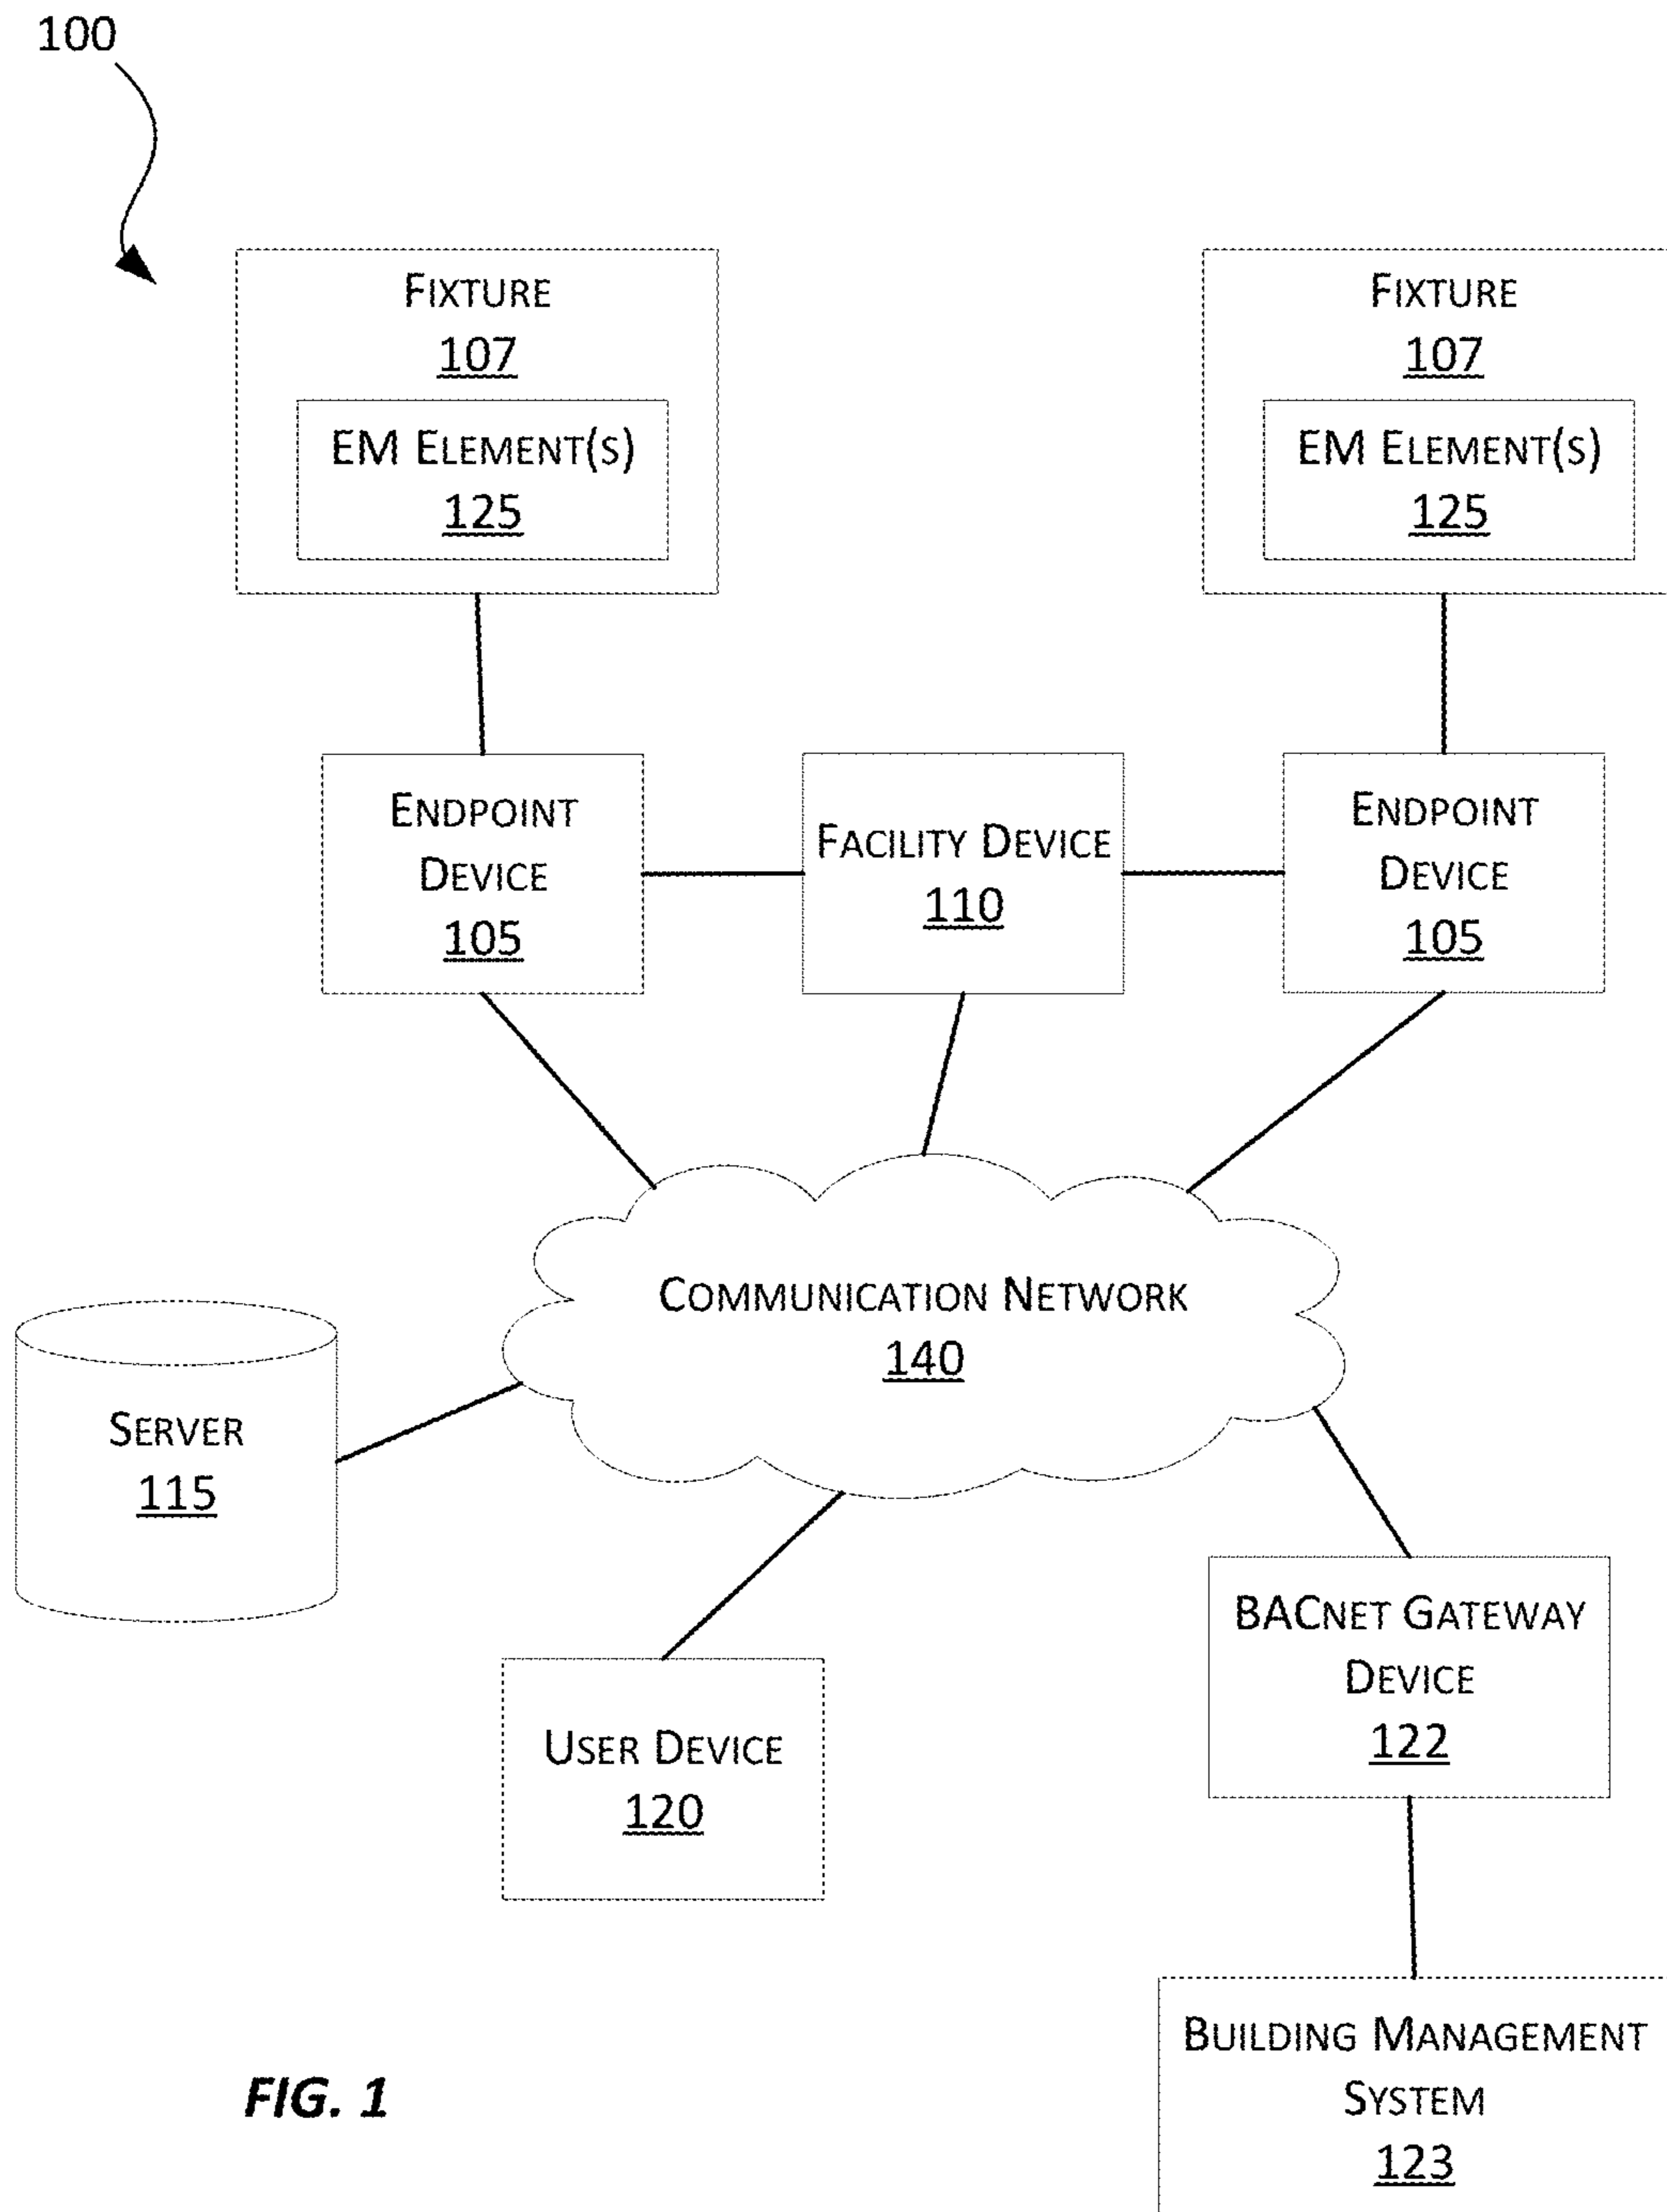 100
FIXTURE
107
EM ELEMENT(S)
125
FIXTURE
107
EM ELEMENT(S)
125
ENDPOINT
DEVICE
105
FACILITY DEVICE
110
ENDPOINT
DEVICE
105
COMMUNICATION NETWORK
140
SERVER
115
USER DEVICE
120
BACNET GATEWAY
DEVICE
122
BUILDING MANAGEMENT
SYSTEM
123
FIG. 1